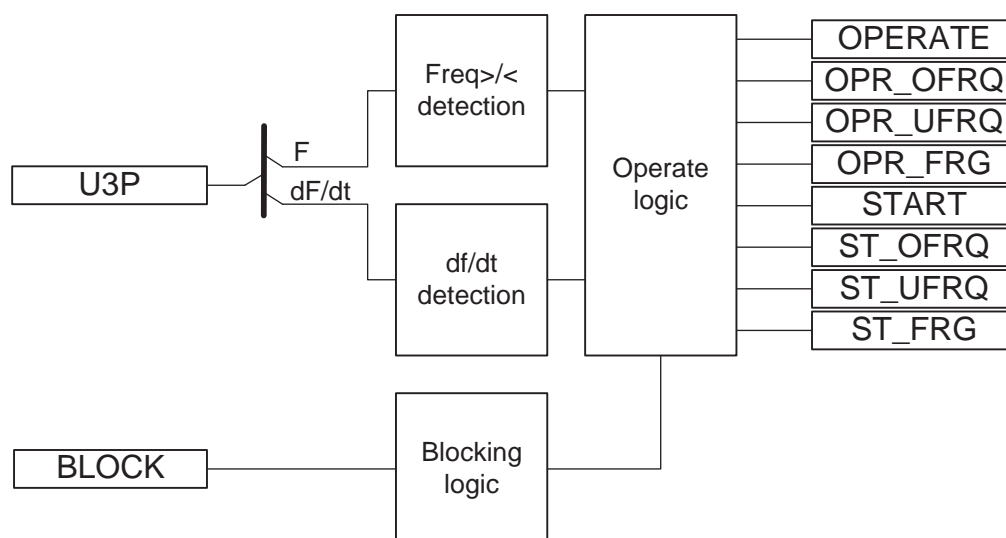 U3P
F
dF/dt
Freq>/<
detection
df/dt
detection
Operate
logic
OPERATE
OPR_OFRQ
OPR_UFRQ
OPR_FRG
START
ST_OFRQ
ST_UFRQ
ST_FRG
BLOCK
Blocking
logic